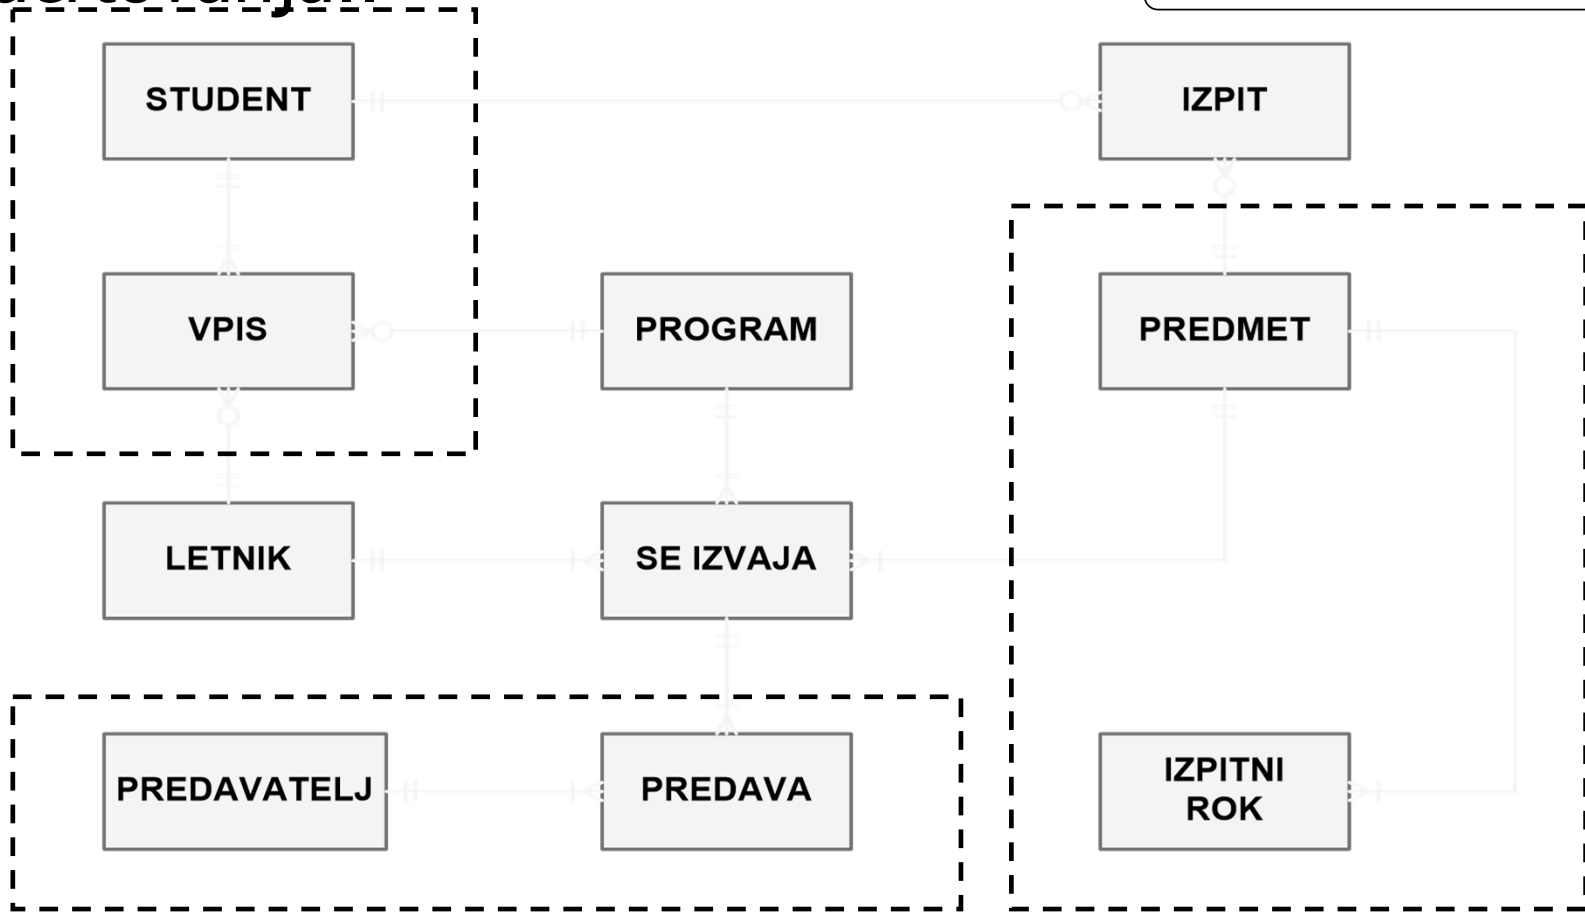 STUDENT
IZPIT
VPIS
PROGRAM
PREDMET
LETNIK
SE IZVAJA
PREDAVATELJ
PREDAVA
IZPITNI
ROK